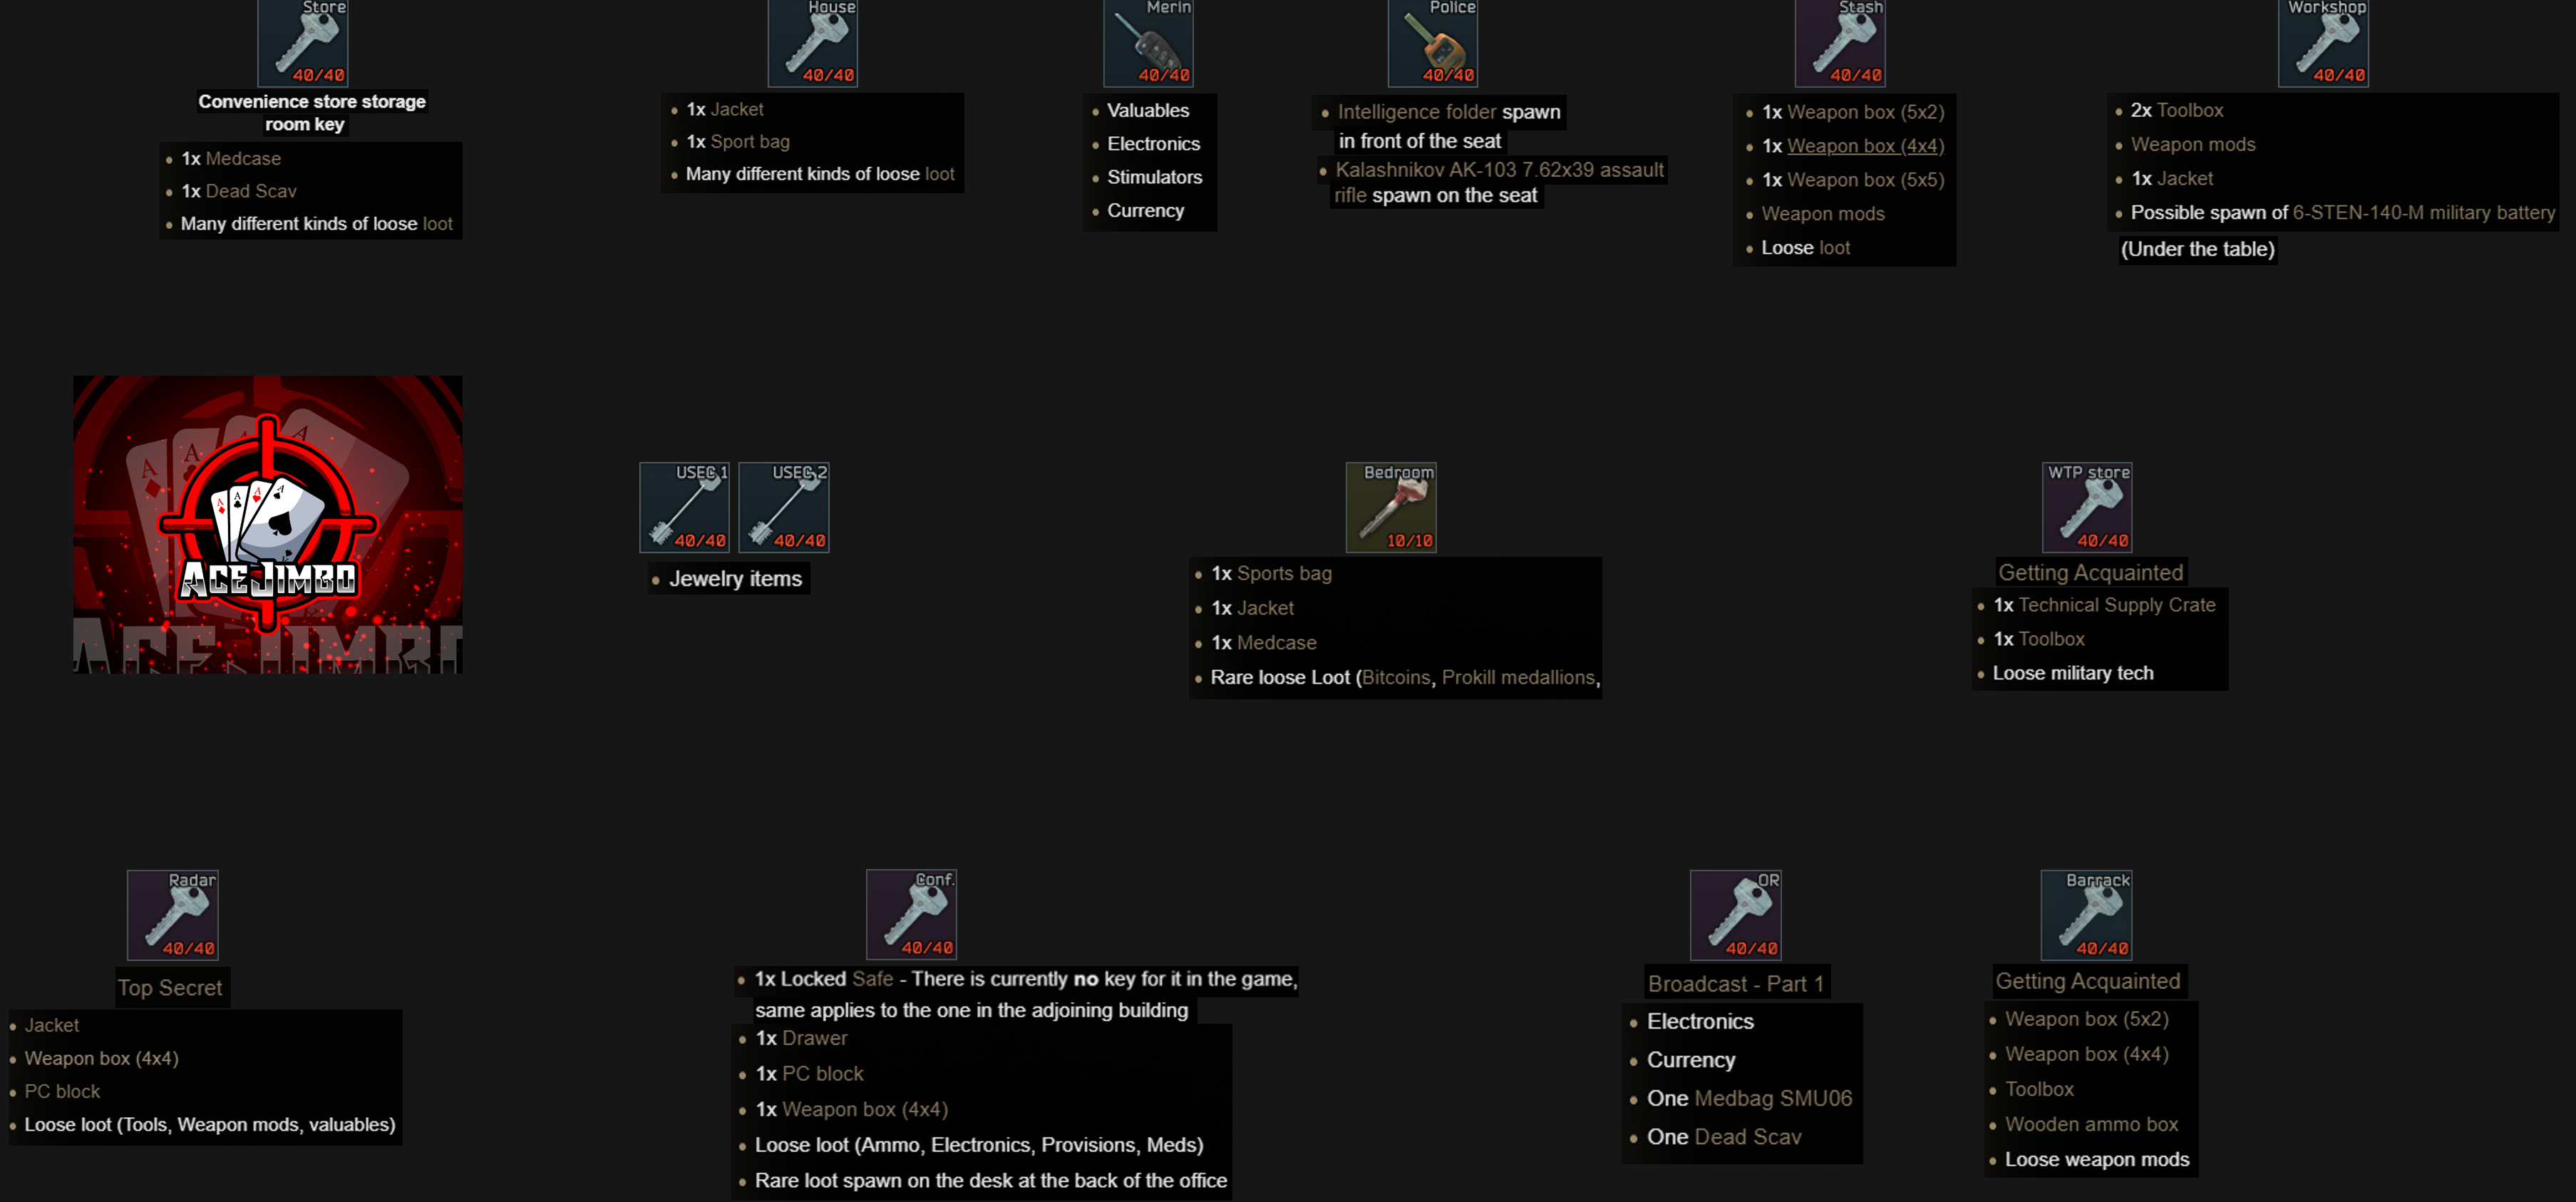 Store
40/40
Convenience store storage
room key
1x Medcase
1x Dead Scav
Many different kinds of loose loot
House
40/40
1x Jacket
1x Sport bag
Many different kinds of loose loot
Merin
40/40
Valuables
Electronics
Stimulators
Currency
Police
40/40
Intelligence folder spawn
in front of the seat
Kalashnikov AK-103 7.62x39 assault
rifle spawn on the seat
Stash
40/40
1x Weapon box (5x2)
1x Weapon box (4x4)
1x Weapon box (5x5)
Weapon mods
Loose loot
Workshop
40/40
2x Toolbox
Weapon mods
1x Jacket
Possible spawn of 6-STEN-140-M military battery
(Under the table)
A
A
A
A
A
A
A
ACEJIMBO
ACEJIMBO
USEC 1
40/40
USEC 2
40/40
Jewelry items
Bedroom
10/10
1x Sports bag
1x Jacket
1x Medcase
Rare loose Loot (Bitcoins, Prokill medallions,
WTP store
40/40
Getting Acquainted
1x Technical Supply Crate
1x Toolbox
Loose military tech
Radar
40/40
Top Secret
Jacket
Weapon box (4x4)
PC block
Loose loot (Tools, Weapon mods, valuables)
Conf.
40/40
1x Locked Safe - There is currently no key for it in the game,
same applies to the one in the adjoining building
1x Drawer
1x PC block
1x Weapon box (4x4)
Loose loot (Ammo, Electronics, Provisions, Meds)
Rare loot spawn on the desk at the back of the office
OR
40/40
Broadcast - Part 1
Electronics
Currency
One Medbag SMU06
One Dead Scav
Barrack
40/40
Getting Acquainted
Weapon box (5x2)
Weapon box (4x4)
Toolbox
Wooden ammo box
Loose weapon mods